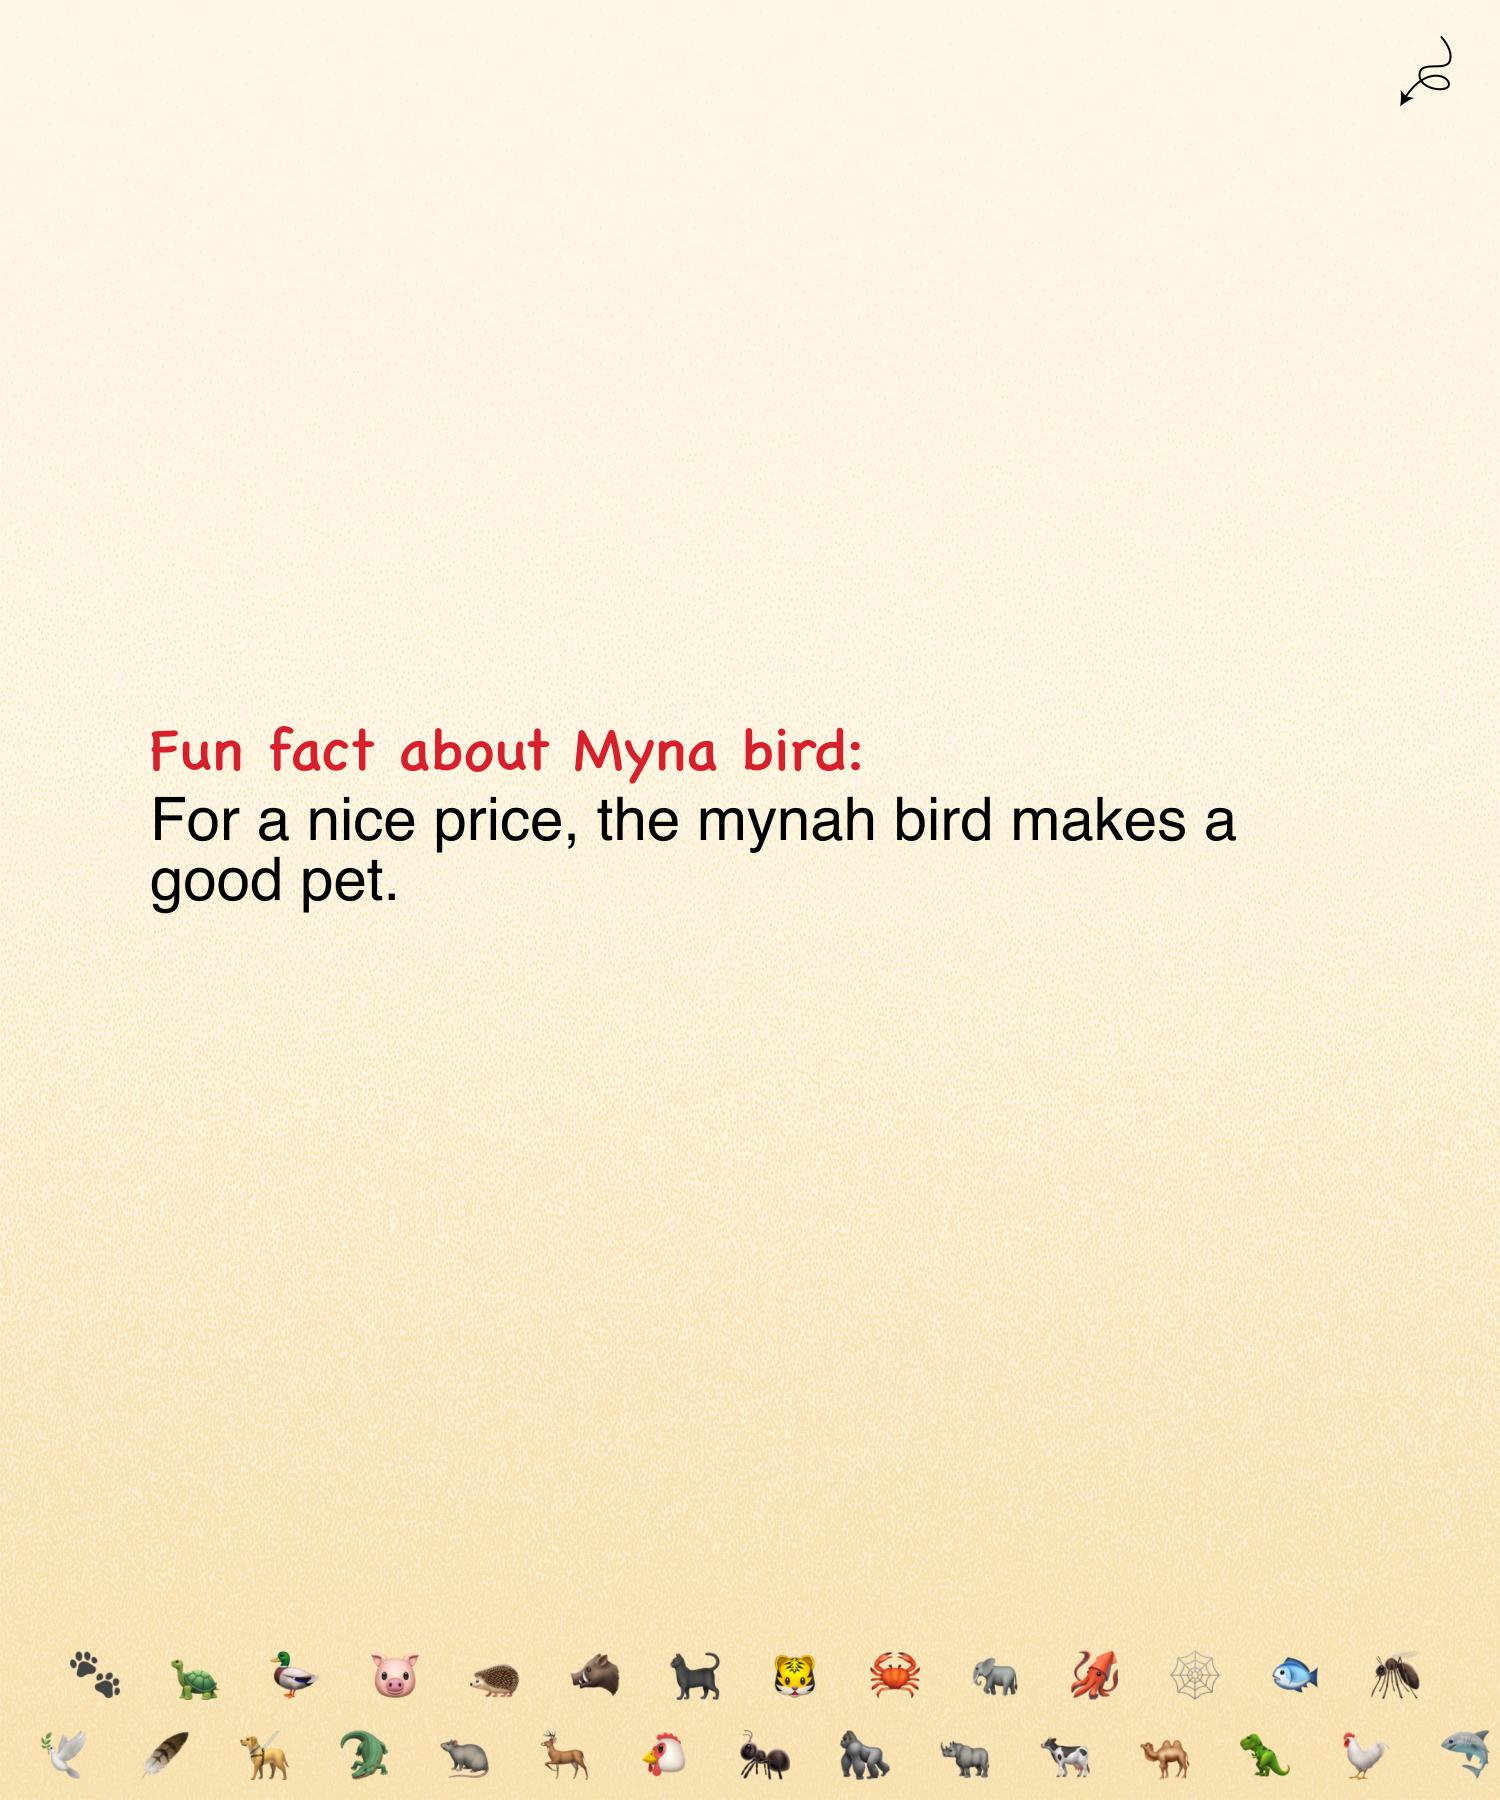 Fun fact about Myna bird:
For a nice price, the mynah bird makes a
good pet.